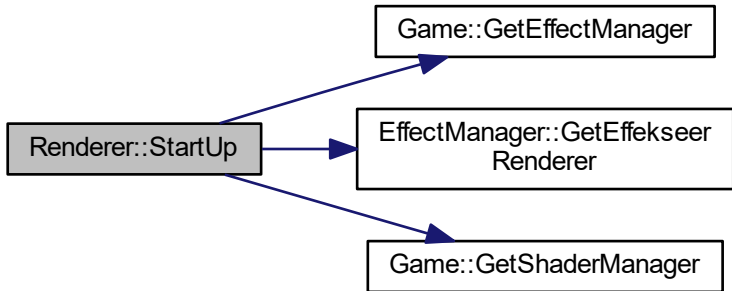 Game::GetEffectManager
Renderer::StartUp
EffectManager::GetEffekseer
Renderer
Game::GetShaderManager